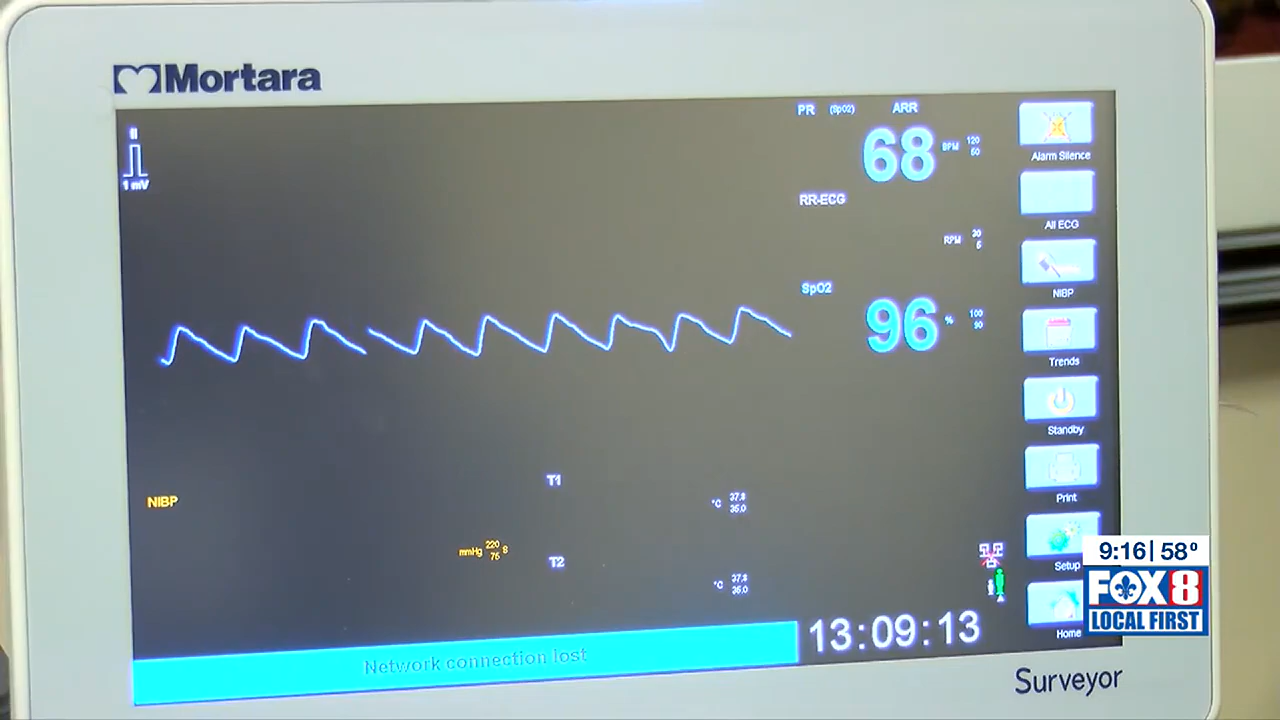 Mortara
II
1 mV
PR (SpO2) ARR
68 BPM 120
50
RR-ECG
RPM 30
5
SpO2
96 % 100
90
Alarm Silence
All ECG
NIBP
Trends
Standby
Print
Setup
Home
NIBP
mmHg 220
75 S
T1
°C 37.8
35.0
T2
°C 37.8
35.0
Network connection lost
13:09:13
Surveyor
9:16 58°
FOX 8
LOCAL FIRST